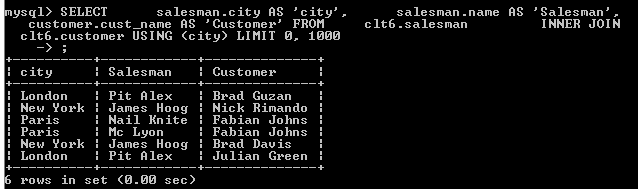 mysql> SELECT      salesman.city AS 'city',      salesman.name AS 'Salesman',
   customer.cust_name AS 'Customer' FROM     clt6.salesman          INNER JOIN
  clt6.customer USING (city) LIMIT 0, 1000
    -> ;
+----------+------------+---------------+
| city     | Salesman   | Customer      |
+----------+------------+---------------+
| London   | Pit Alex   | Brad Guzan    |
| New York | James Hoog | Nick Rimando  |
| Paris    | Nail Knite | Fabian Johns  |
| Paris    | Mc Lyon    | Fabian Johns  |
| New York | James Hoog | Brad Davis    |
| London   | Pit Alex   | Julian Green  |
+----------+------------+---------------+
6 rows in set (0.00 sec)